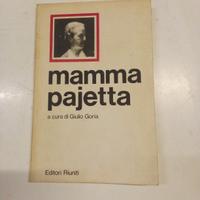 mamma
pajetta
a cura di Giulio Goria
Editori Riuniti